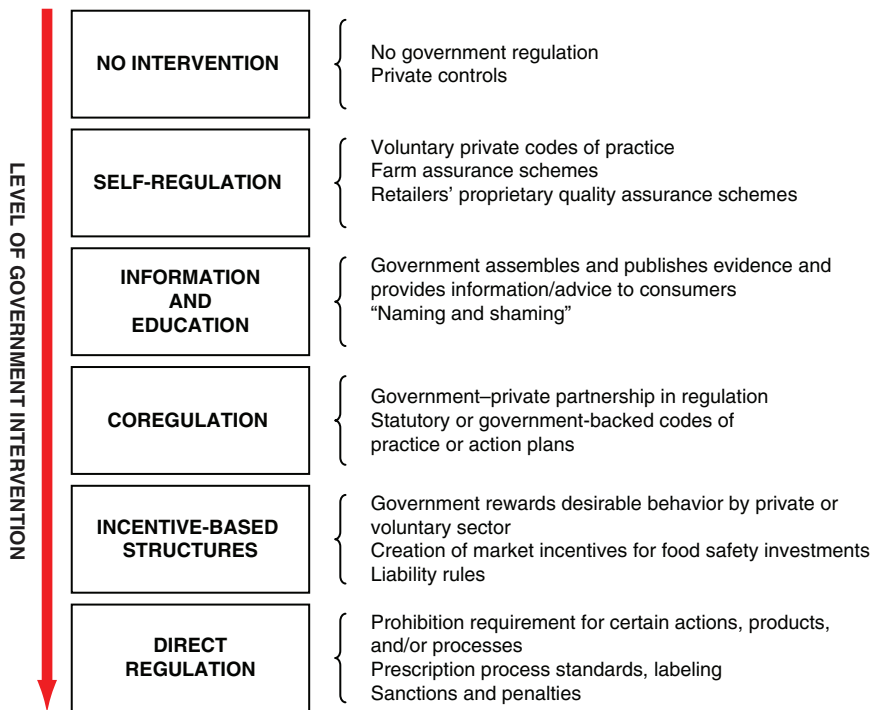 LEVEL OF GOVERNMENT INTERVENTION
NO INTERVENTION
No government regulation
Private controls
SELF-REGULATION
Voluntary private codes of practice
Farm assurance schemes
Retailers’ proprietary quality assurance schemes
INFORMATION
AND
EDUCATION
Government assembles and publishes evidence and
provides information/advice to consumers
“Naming and shaming”
COREGULATION
Government–private partnership in regulation
Statutory or government-backed codes of
practice or action plans
INCENTIVE-BASED
STRUCTURES
Government rewards desirable behavior by private or
voluntary sector
Creation of market incentives for food safety investments
Liability rules
DIRECT
REGULATION
Prohibition requirement for certain actions, products,
and/or processes
Prescription process standards, labeling
Sanctions and penalties